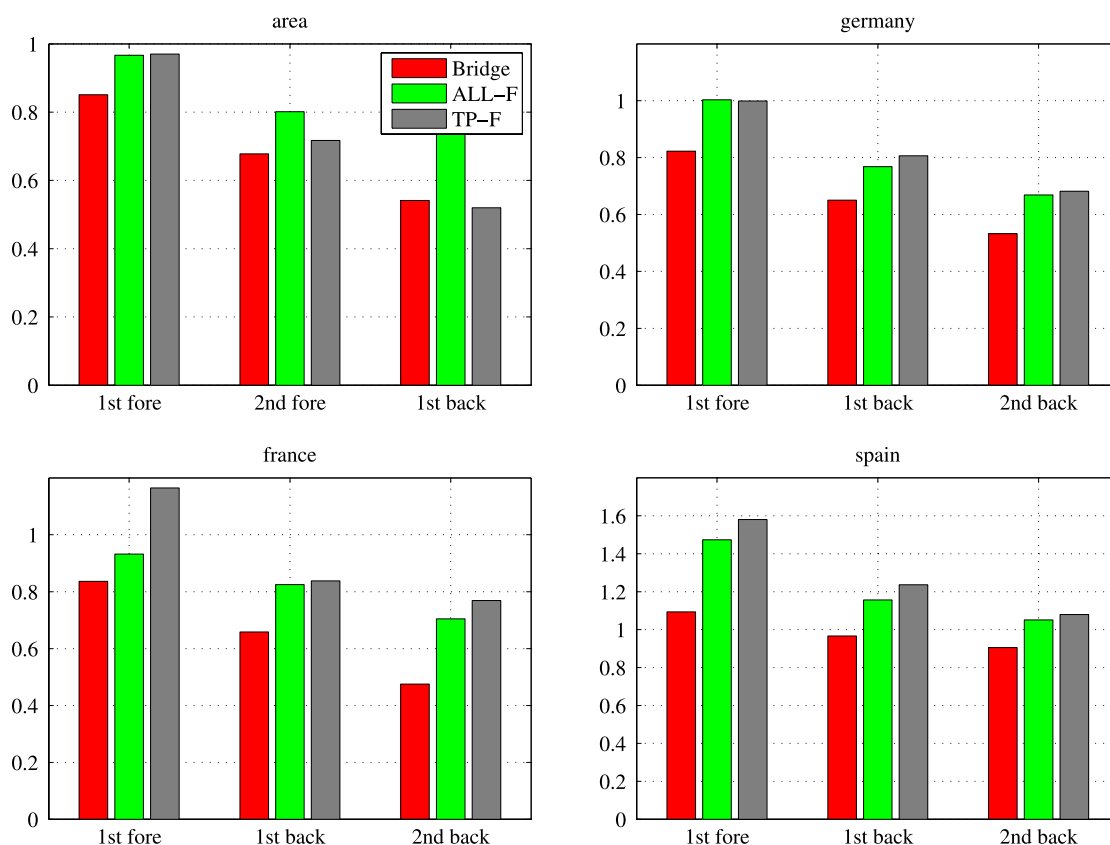 area
1
0.8
0.6
0.4
0.2
0
Bridge
ALL−F
TP−F
1st fore
2nd fore
1st back
germany
1
0.8
0.6
0.4
0.2
0
1st fore
1st back
2nd back
france
1
0.8
0.6
0.4
0.2
0
1st fore
1st back
2nd back
spain
1.6
1.4
1.2
1
0.8
0.6
0.4
0.2
0
1st fore
1st back
2nd back